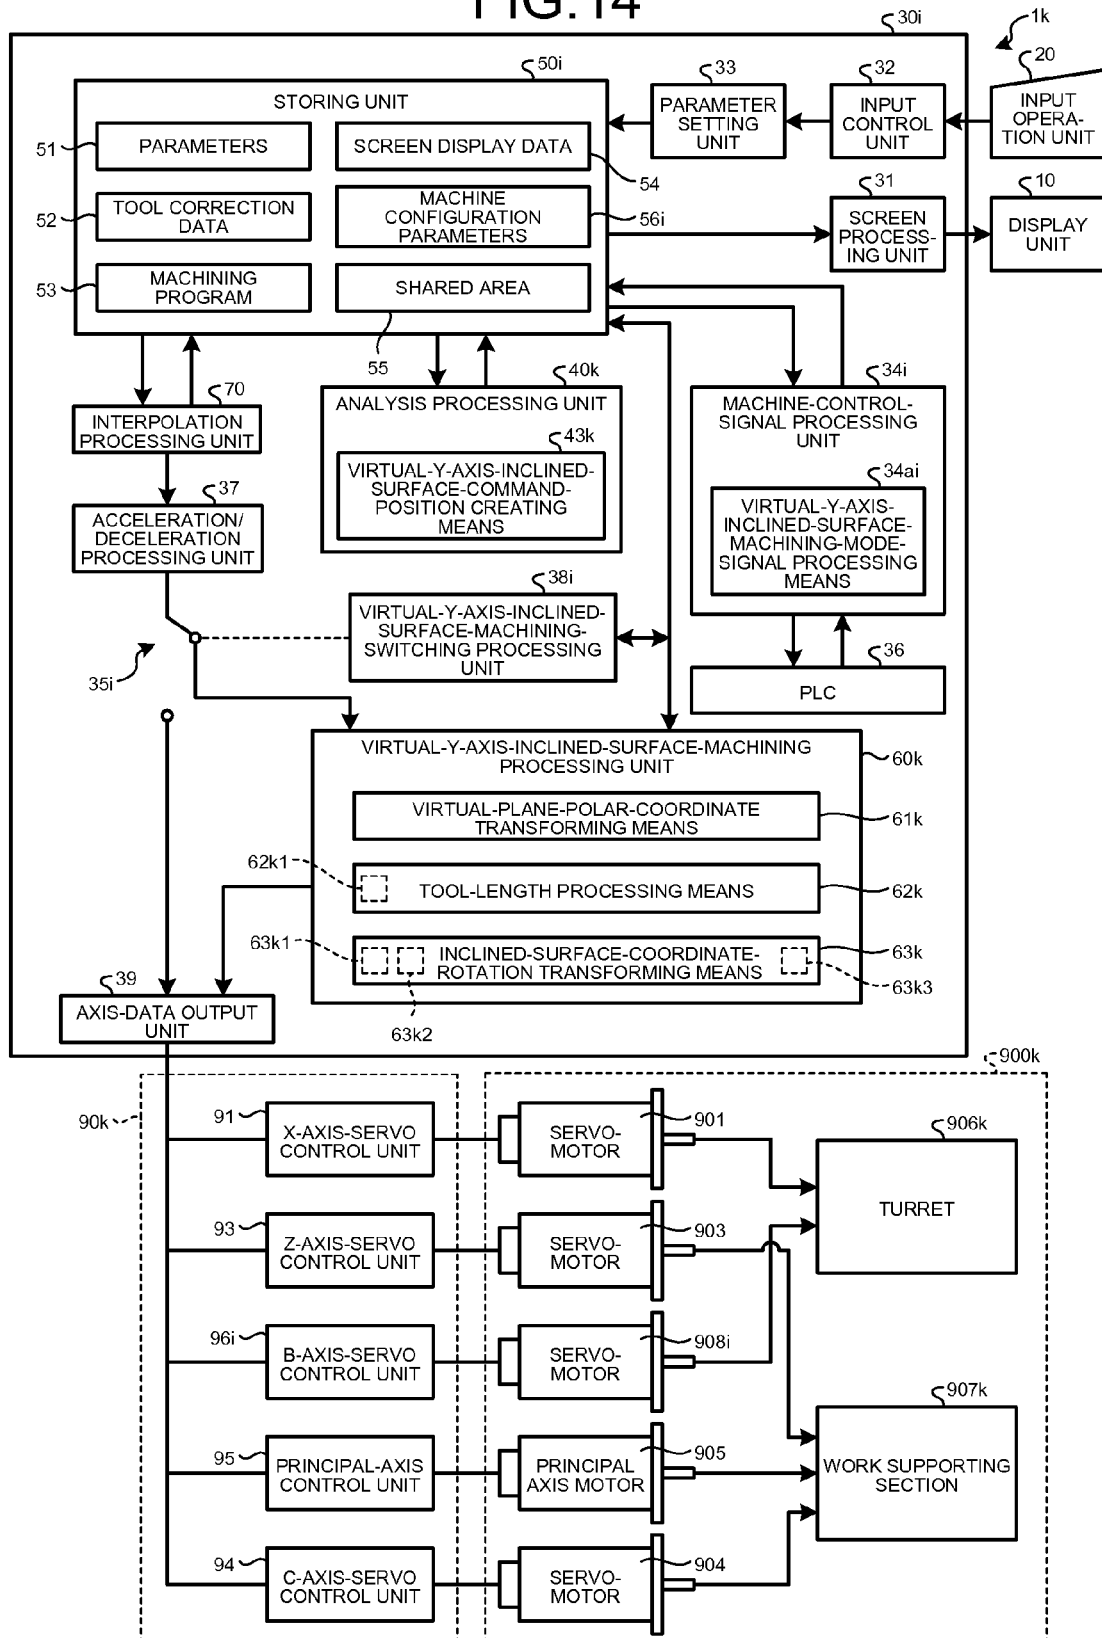 FIG.14
30i
1k
50i
33
32
20
STORING UNIT
PARAMETER
SETTING
UNIT
INPUT
CONTROL
UNIT
INPUT
OPERA-
TION UNIT
51
PARAMETERS
SCREEN DISPLAY DATA
54
31
10
52
TOOL CORRECTION
DATA
MACHINE
CONFIGURATION
PARAMETERS
56i
SCREEN
PROCESS-
ING UNIT
DISPLAY
UNIT
53
MACHINING
PROGRAM
SHARED AREA
55
70
40k
34i
INTERPOLATION
PROCESSING UNIT
ANALYSIS PROCESSING UNIT
43k
VIRTUAL-Y-AXIS-INCLINED-
SURFACE-COMMAND-
POSITION CREATING
MEANS
MACHINE-CONTROL-
SIGNAL PROCESSING
UNIT
34ai
VIRTUAL-Y-AXIS-
INCLINED-SURFACE-
MACHINING-MODE-
SIGNAL PROCESSING
MEANS
37
ACCELERATION/
DECELERATION
PROCESSING UNIT
38i
VIRTUAL-Y-AXIS-INCLINED-
SURFACE-MACHINING-
SWITCHING PROCESSING
UNIT
35i
36
PLC
VIRTUAL-Y-AXIS-INCLINED-SURFACE-MACHINING
PROCESSING UNIT
60k
VIRTUAL-PLANE-POLAR-COORDINATE
TRANSFORMING MEANS
61k
62k1
TOOL-LENGTH PROCESSING MEANS
62k
63k1
INCLINED-SURFACE-COORDINATE-
ROTATION TRANSFORMING MEANS
63k
63k2
63k3
39
AXIS-DATA OUTPUT
UNIT
900k
90k
91
X-AXIS-SERVO
CONTROL UNIT
SERVO-
MOTOR
901
906k
TURRET
93
Z-AXIS-SERVO
CONTROL UNIT
SERVO-
MOTOR
903
96i
B-AXIS-SERVO
CONTROL UNIT
SERVO-
MOTOR
908i
907k
95
PRINCIPAL-AXIS
CONTROL UNIT
PRINCIPAL
AXIS MOTOR
905
WORK SUPPORTING
SECTION
94
C-AXIS-SERVO
CONTROL UNIT
SERVO-
MOTOR
904